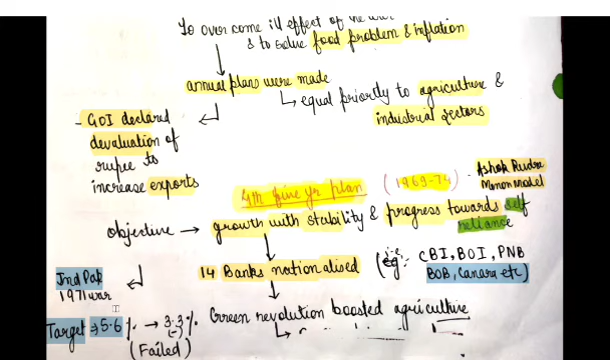 To over come ill effect of the war
& to solve food problem & inflation
annual plans were made
↳ equal priorty to agriculture &
industrial sectors
- GOI declared
devaluation of
rupee to
increase exports
4th five yr plan (1969-74) - Ashok Rudra
Manon model
objective → growth with stability & progress towards self
reliance
14 Banks nationalised (i.e. CBI, BOI, PNB
BOB, Canara etc)
Ind Pak
1971 war
Green revolution boosted agriculture
Target → 5.6% → 3.3%
(Failed)